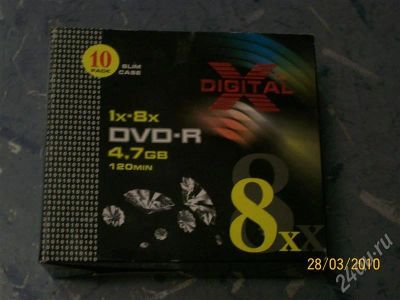 10
PACK
SLIM
CASE
X
DIGITAL
1x-8x
DVD-R
4,7GB
120MIN
8xx
28/03/2010
24au.ru